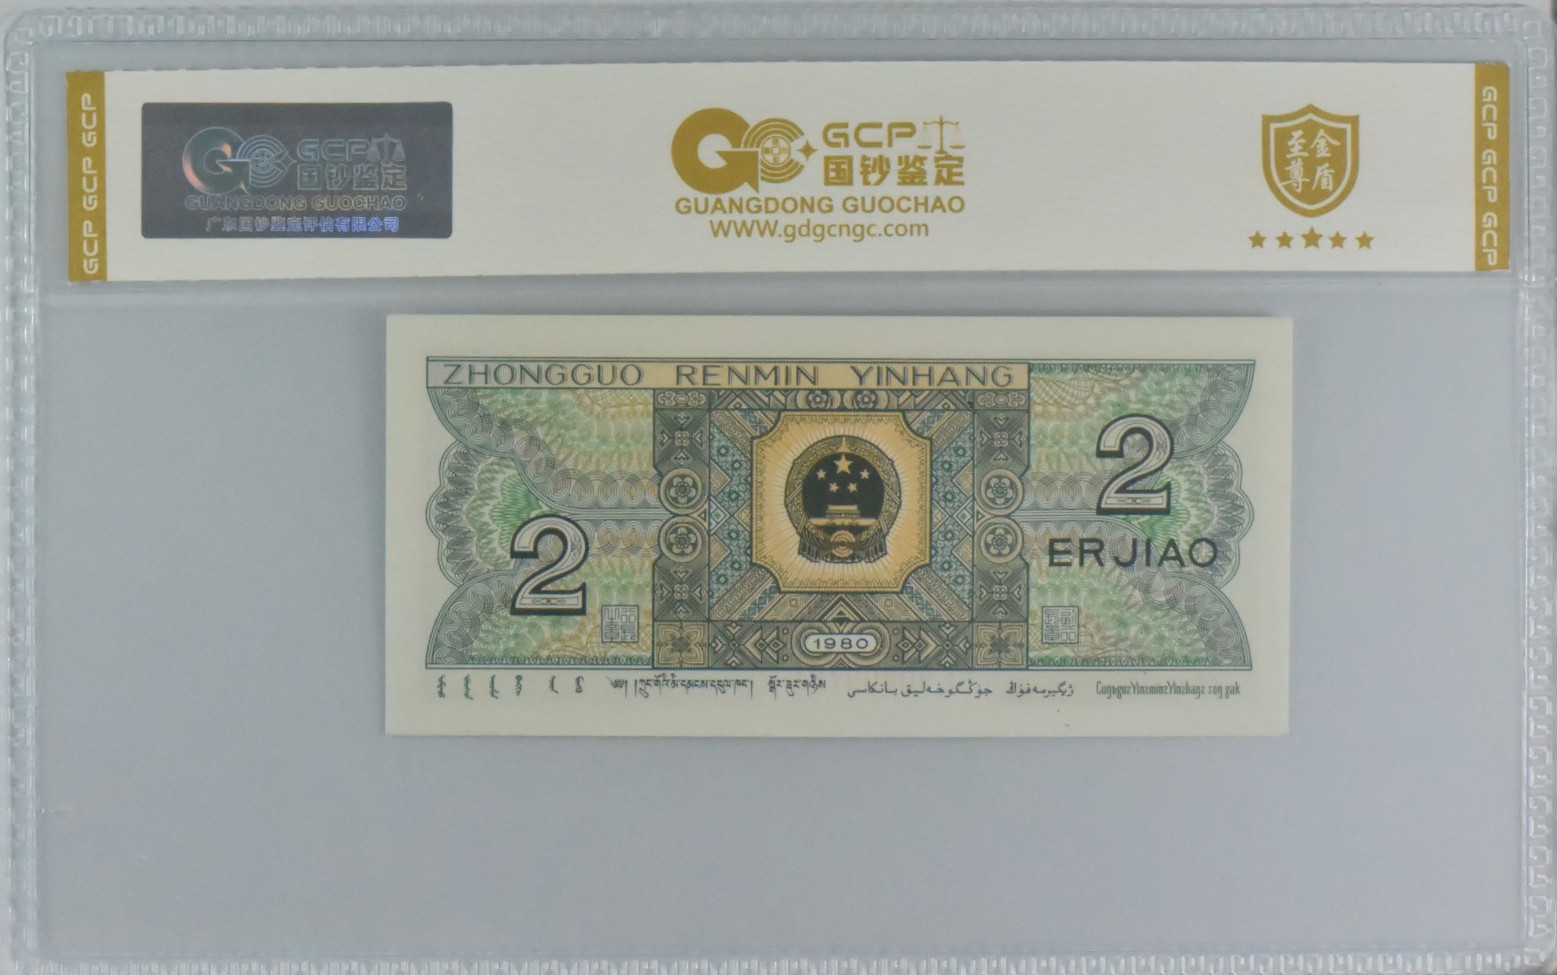 GCP GCP GCP
GCP 国钞鉴定
GUANGDONG GUOCHAO
广东国钞鉴定评估有限公司
GCP
国钞鉴定
GUANGDONG GUOCHAO
WWW.gdgcngc.com
至尊金盾
GCP GCP GCP
ZHONGGUO RENMIN YINHANG
2
2
ERJIAO
1980